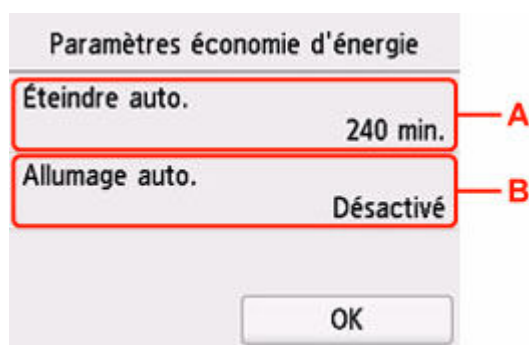 Paramètres économie d'énergie
Éteindre auto.
240 min.
A
Allumage auto.
Désactivé
B
OK